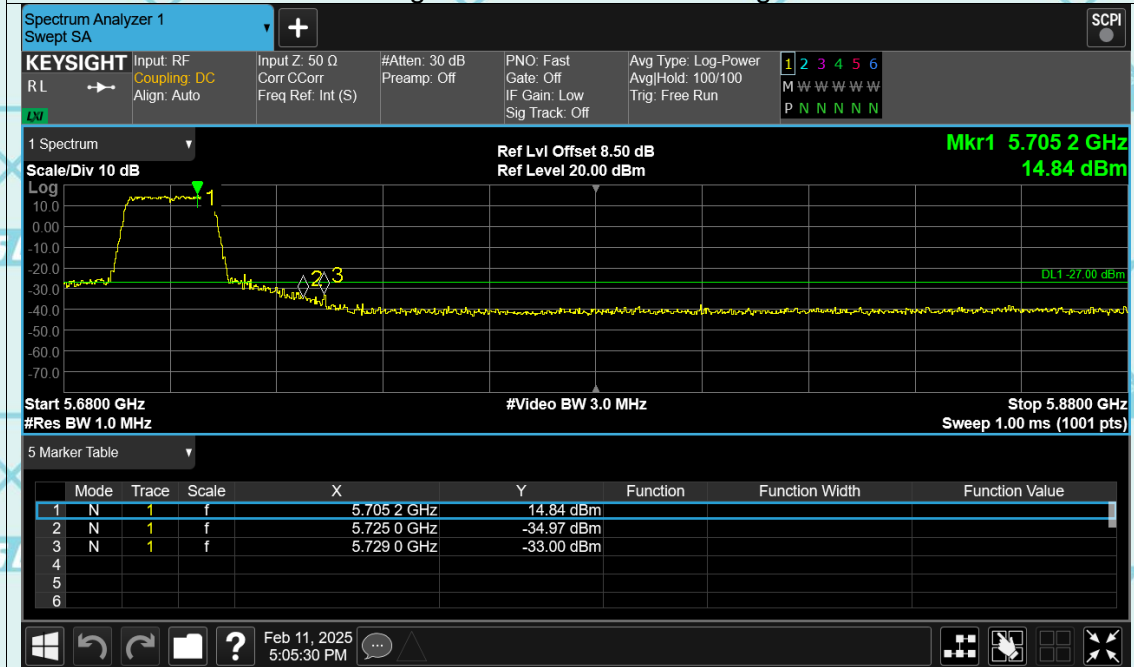 Spectrum Analyzer 1
Swept SA
+
SCPI
KEYSIGHT
RL
LXI
Input: RF
Coupling: DC
Align: Auto
Input Z: 50 Ω
Corr CCorr
Freq Ref: Int (S)
#Atten: 30 dB
Preamp: Off
PNO: Fast
Gate: Off
IF Gain: Low
Sig Track: Off
Avg Type: Log-Power
Avg|Hold: 100/100
Trig: Free Run
1 2 3 4 5 6
M W W W W W
P N N N N N
1 Spectrum
Scale/Div 10 dB
Ref Lvl Offset 8.50 dB
Ref Level 20.00 dBm
Mkr1 5.705 2 GHz
14.84 dBm
Log
10.0
0.00
-10.0
-20.0
-30.0
-40.0
-50.0
-60.0
-70.0
1
2
3
DL1 -27.00 dBm
Start 5.6800 GHz
#Res BW 1.0 MHz
#Video BW 3.0 MHz
Stop 5.8800 GHz
Sweep 1.00 ms (1001 pts)
5 Marker Table
Mode Trace Scale X Y Function Function Width Function Value
1 N 1 f 5.705 2 GHz 14.84 dBm
2 N 1 f 5.725 0 GHz -34.97 dBm
3 N 1 f 5.729 0 GHz -33.00 dBm
4
5
6
?
Feb 11, 2025
5:05:30 PM